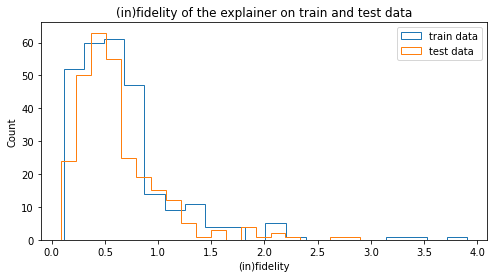 (in)fidelity of the explainer on train and test data
train data
test data
Count
60
50
40
30
20
10
0
0.0 0.5 1.0 1.5 2.0 2.5 3.0 3.5 4.0
(in)fidelity